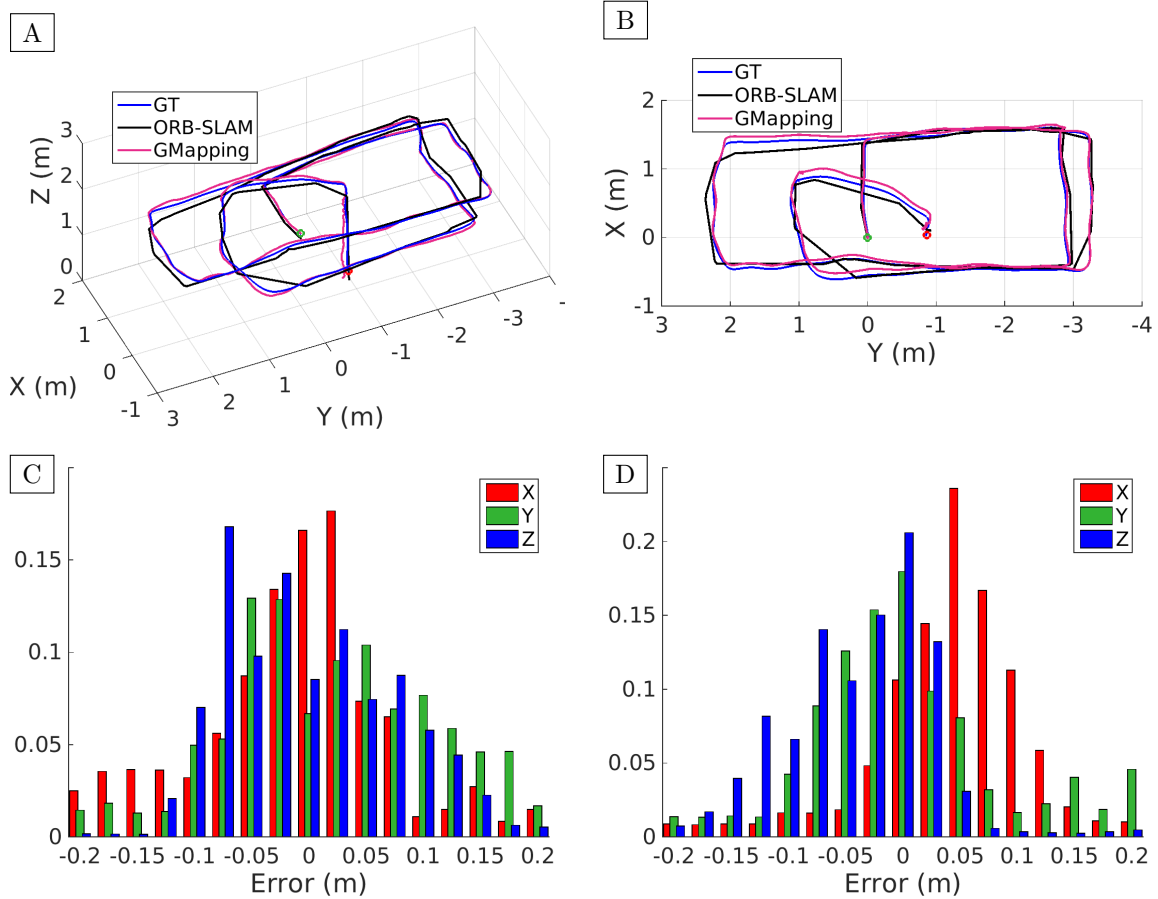 A
GT
ORB-SLAM
GMapping
3
2
1
0
Z (m)
2
1
0
-1
X (m)
3
2
1
0
-1
-2
-3
-
Y (m)
B
GT
ORB-SLAM
GMapping
2
1
0
-1
X (m)
3 2 1 0 -1 -2 -3 -4
Y (m)
C
X
Y
Z
0.15
0.1
0.05
0
-0.2 -0.15 -0.1 -0.05 0 0.05 0.1 0.15 0.2
Error (m)
D
X
Y
Z
0.2
0.15
0.1
0.05
0
-0.2 -0.15 -0.1 -0.05 0 0.05 0.1 0.15 0.2
Error (m)